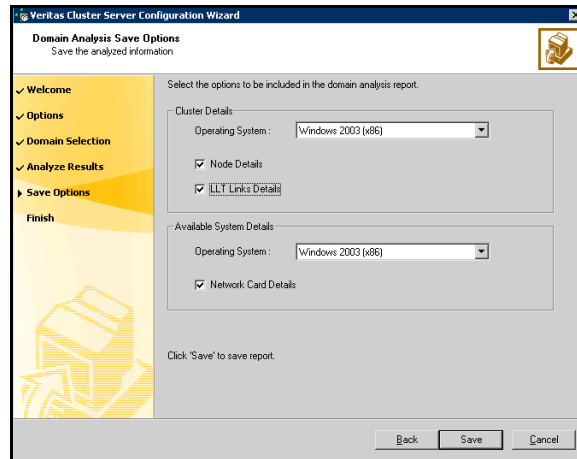 Veritas Cluster Server Configuration Wizard
Domain Analysis Save Options
Save the analyzed information
Welcome
Options
Domain Selection
Analyze Results
Save Options
Finish
Select the options to be included in the domain analysis report.
Cluster Details
Operating System :
Windows 2003 (x86)
Node Details
LLT Links Details
Available System Details
Operating System :
Windows 2003 (x86)
Network Card Details
Click 'Save' to save report.
Back
Save
Cancel